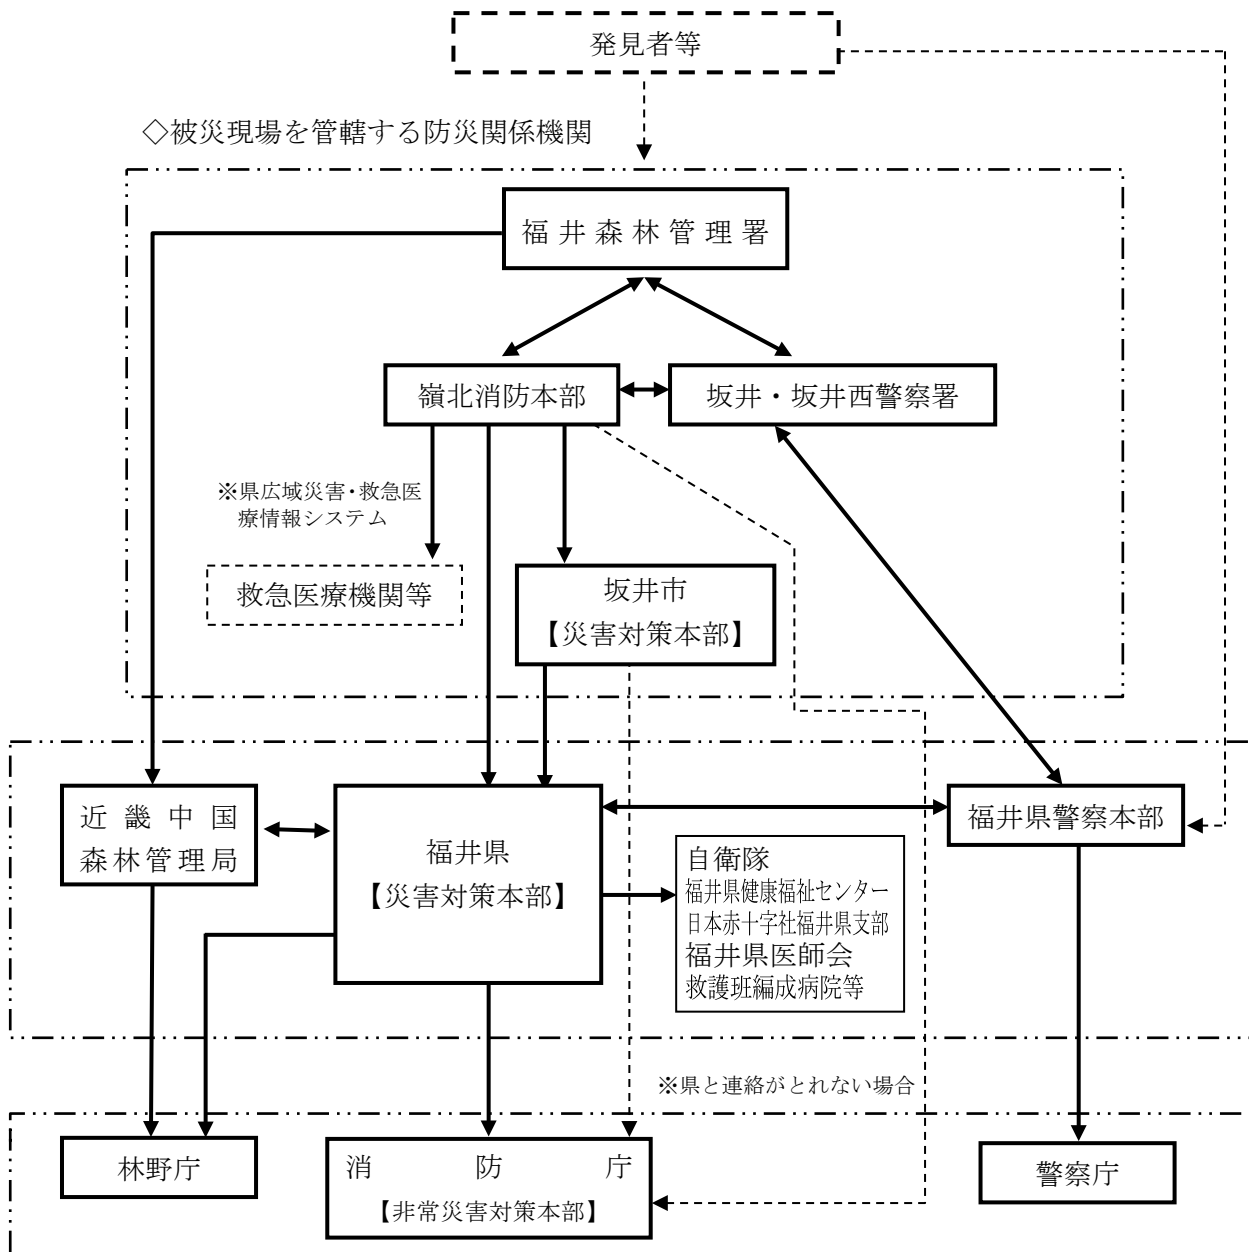 発見者等
◇被災現場を管轄する防災関係機関
福井森林管理署
嶺北消防本部
坂井・坂井西警察署
※県広域災害・救急医
療情報システム
救急医療機関等
坂井市
【災害対策本部】
近畿中国
森林管理局
福井県
【災害対策本部】
福井県警察本部
自衛隊
福井県健康福祉センター
日本赤十字社福井県支部
福井県医師会
救護班編成病院等
※県と連絡がとれない場合
林野庁
消防庁
【非常災害対策本部】
警察庁